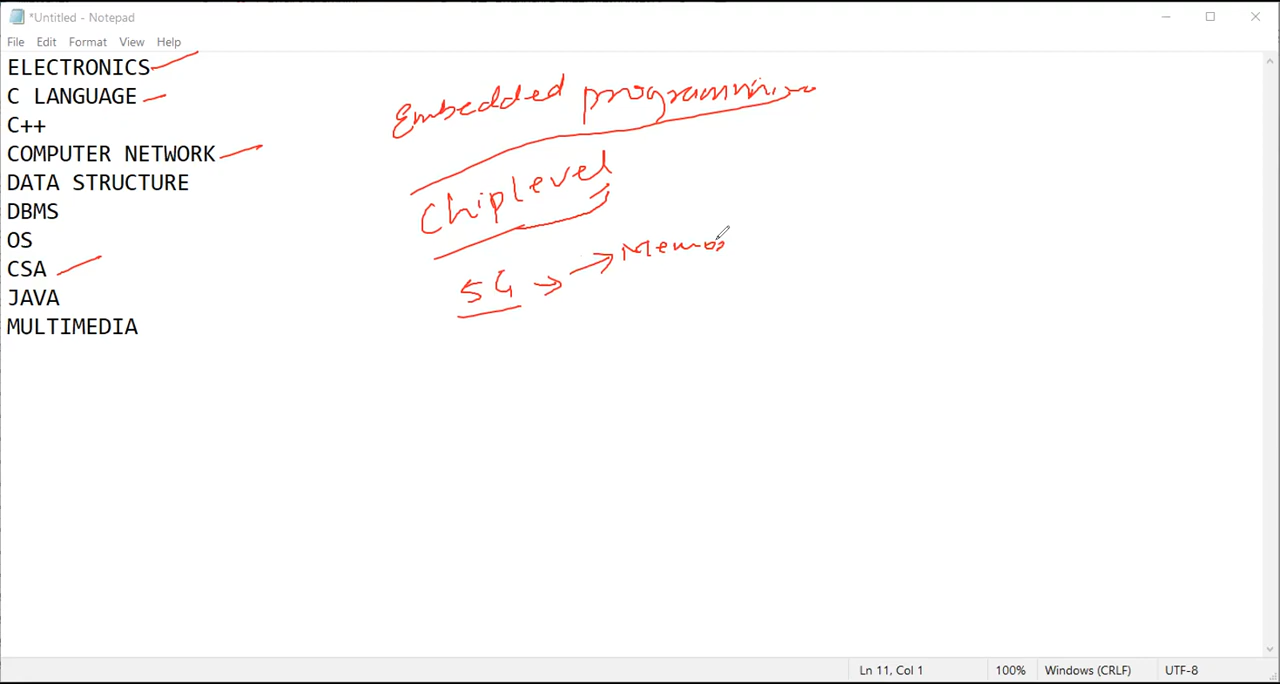 *Untitled - Notepad
File Edit Format View Help
ELECTRONICS
C LANGUAGE
C++
COMPUTER NETWORK
DATA STRUCTURE
DBMS
OS
CSA
JAVA
MULTIMEDIA
Embedded programming
Chiplevel
5G → → Memo
Ln 11, Col 1 100% Windows (CRLF) UTF-8